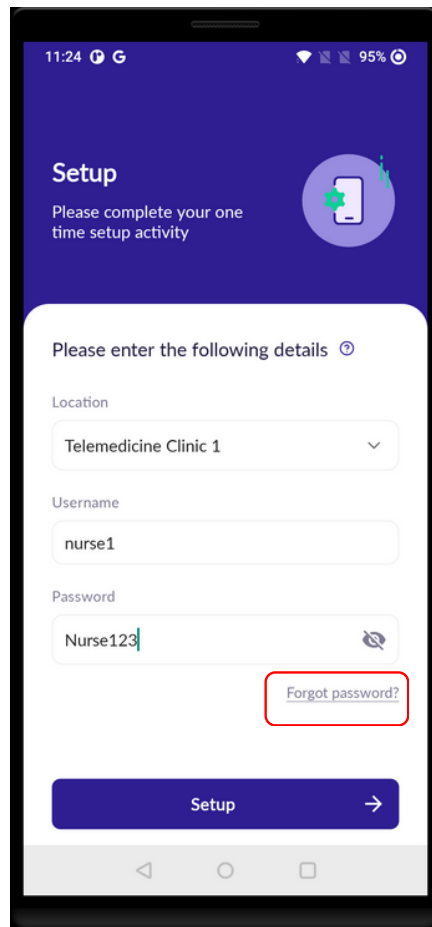 11:24 G 95%
Setup
Please complete your one
time setup activity
Please enter the following details ?
Location
Telemedicine Clinic 1
Username
nurse1
Password
Nurse123
Forgot password?
Setup